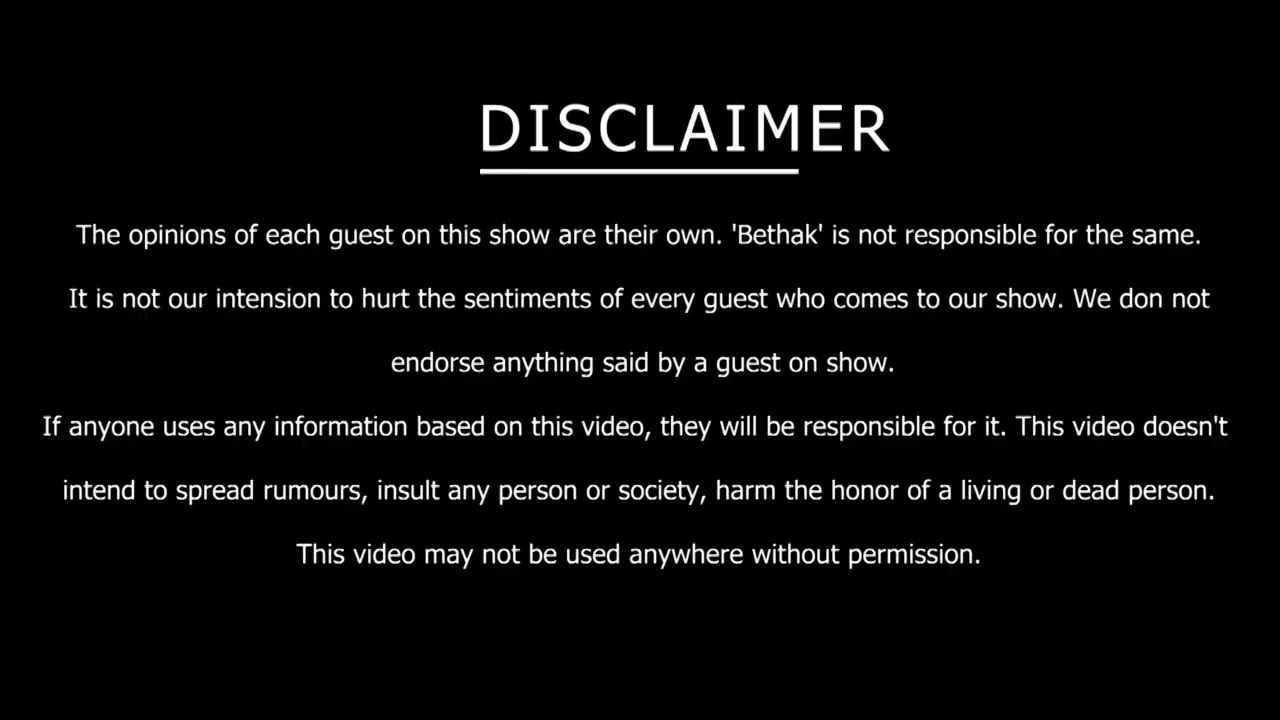 DISCLAIMER
The opinions of each guest on this show are their own. 'Bethak' is not responsible for the same.
It is not our intension to hurt the sentiments of every guest who comes to our show. We don not
endorse anything said by a guest on show.
If anyone uses any information based on this video, they will be responsible for it. This video doesn't
intend to spread rumours, insult any person or society, harm the honor of a living or dead person.
This video may not be used anywhere without permission.